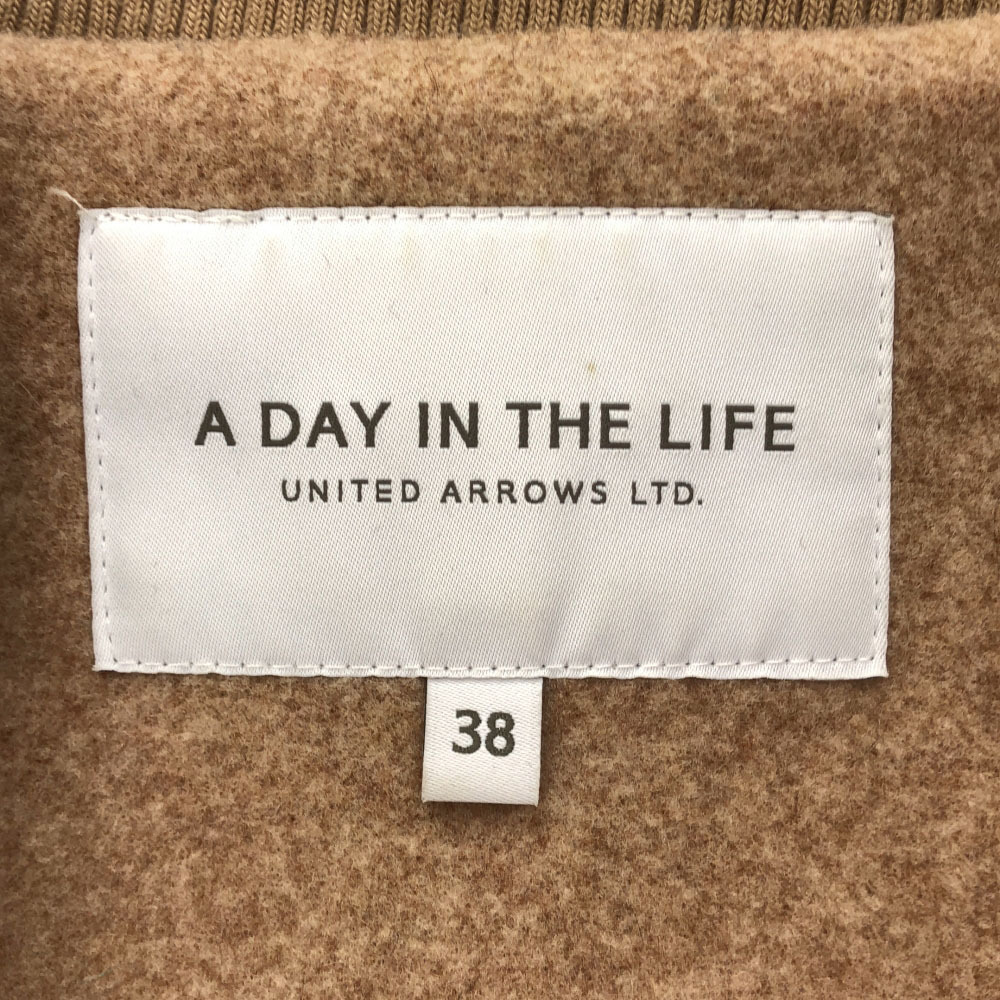 A DAY IN THE LIFE
UNITED ARROWS LTD.
38